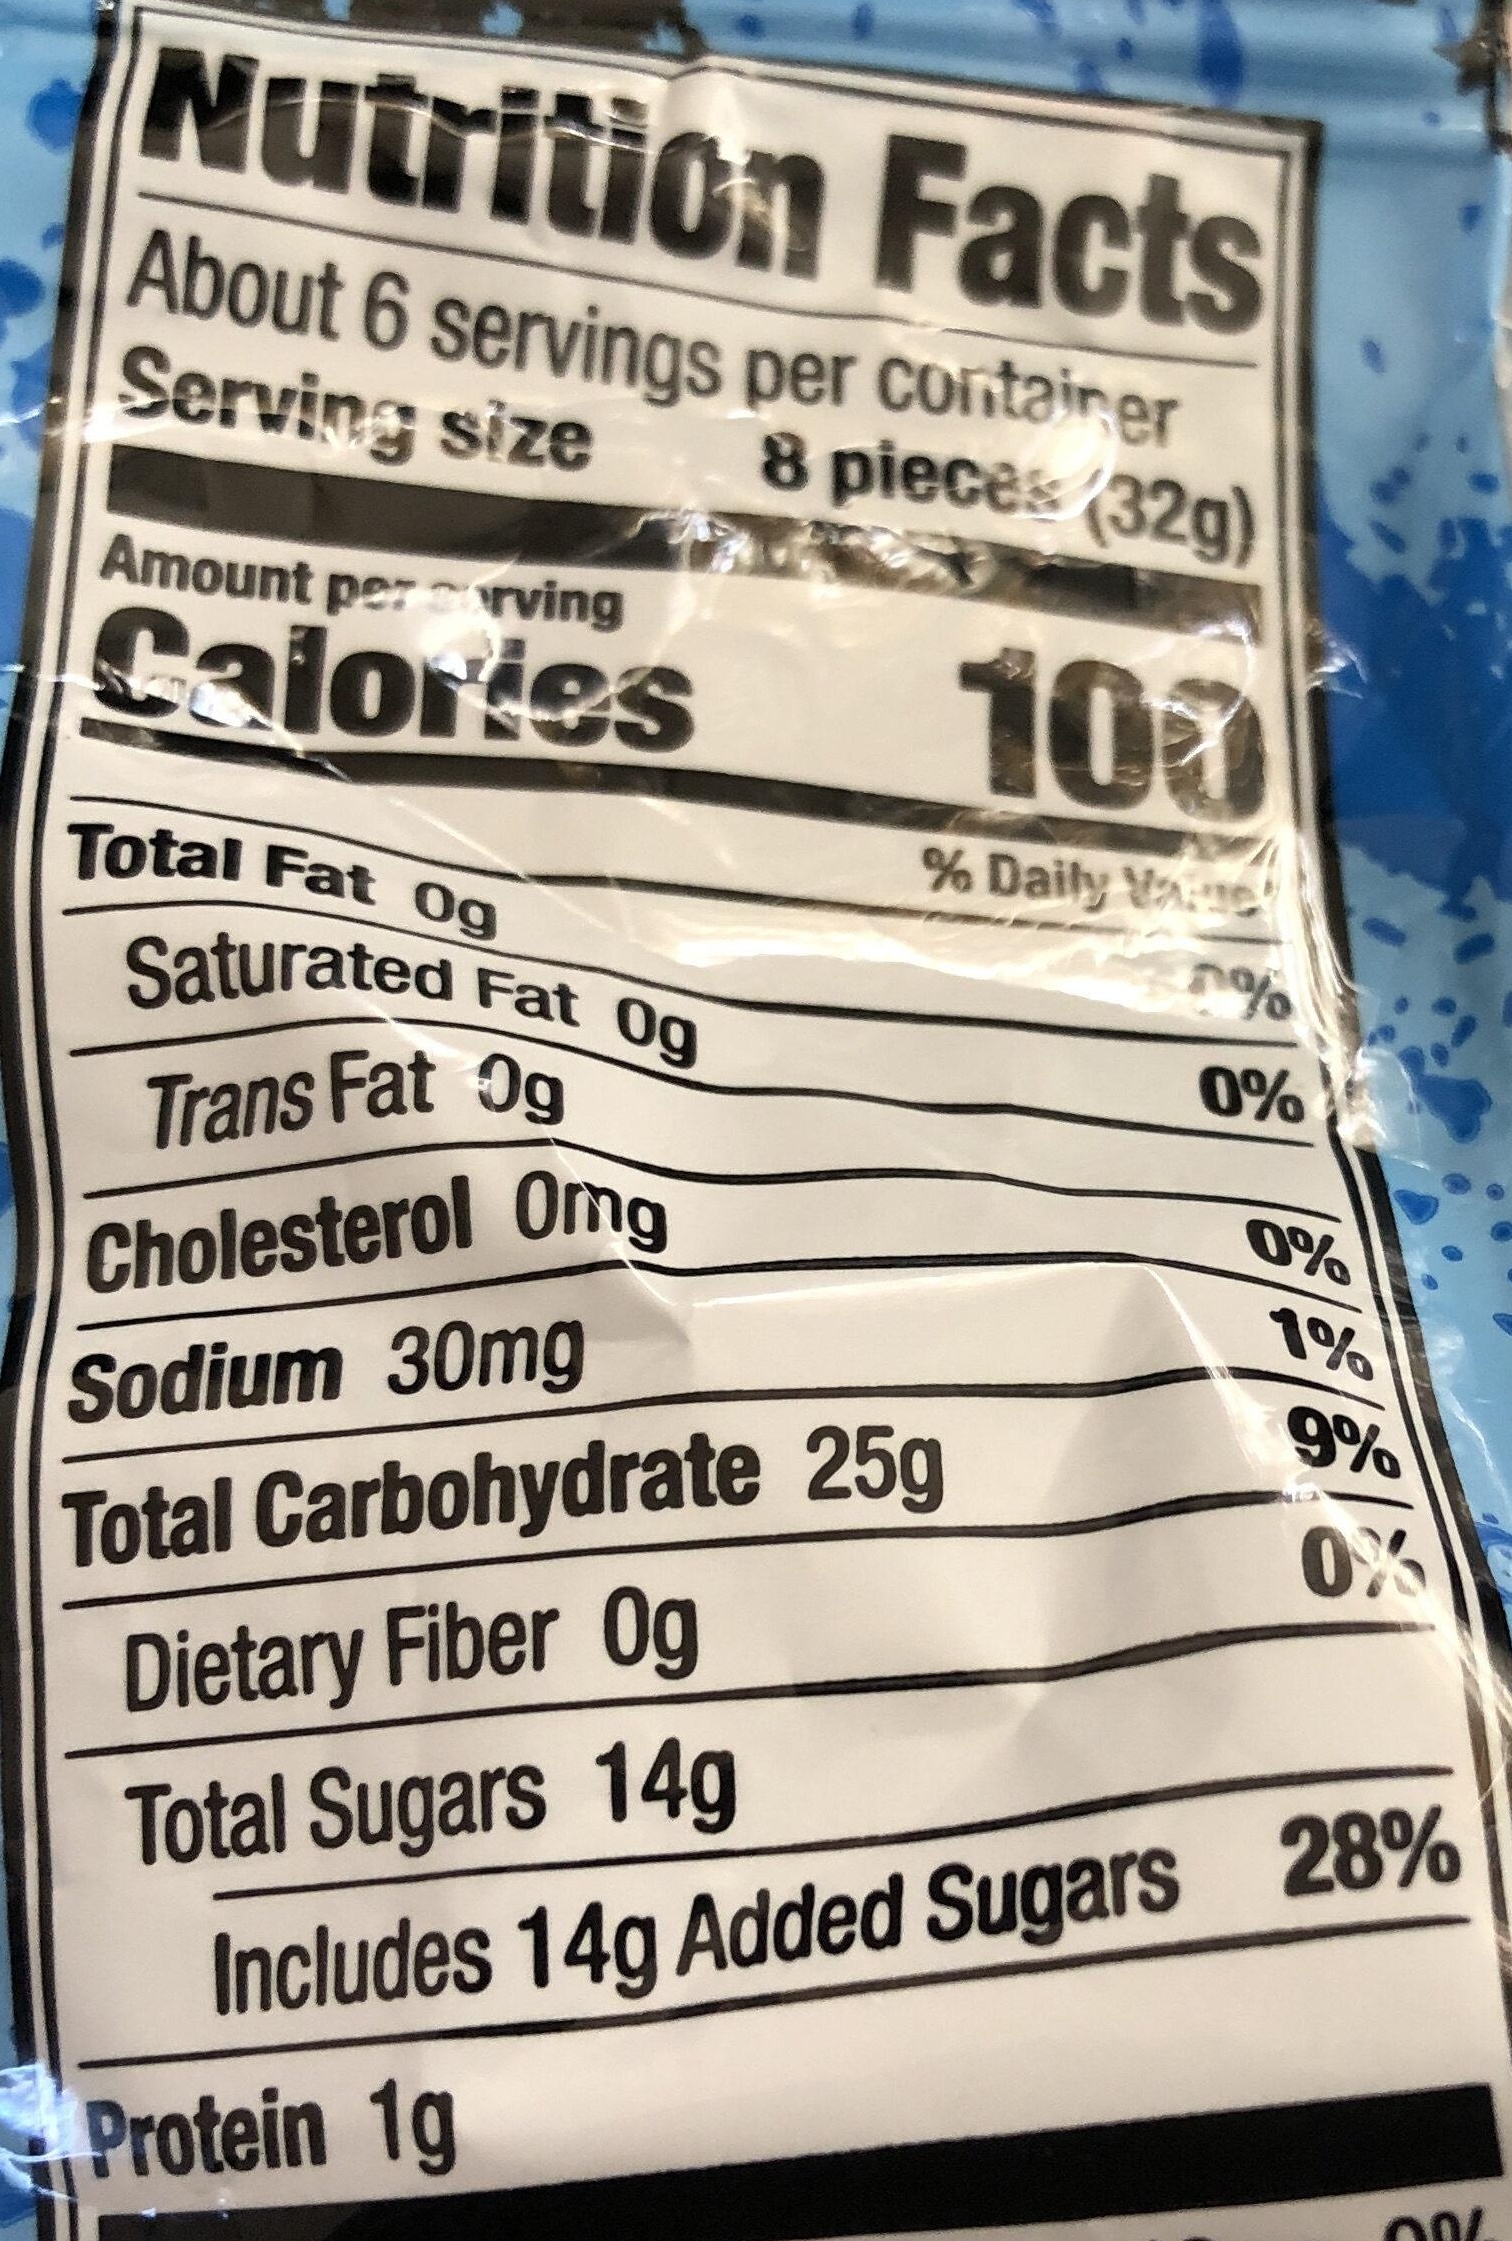 Nutrition Facts
About 6 servings per container
Serving size 8 pieces (32g)
Amount per serving
Calories 100
% Daily Value*
Total Fat 0g 0%
Saturated Fat 0g 0%
Trans Fat 0g
Cholesterol 0mg 0%
Sodium 30mg 1%
Total Carbohydrate 25g 9%
Dietary Fiber 0g 0%
Total Sugars 14g
Includes 14g Added Sugars 28%
Protein 1g